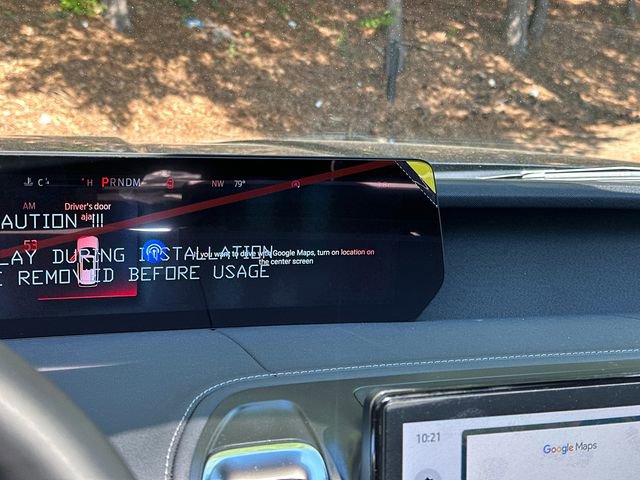 C H PRNDM NW 79°
AM Driver's door
ajar
AUTION !!!
53
LAY DURING INSTALLATION
If you want to drive with Google Maps, turn on location on
the center screen
E REMOVED BEFORE USAGE
10:21
Google Maps